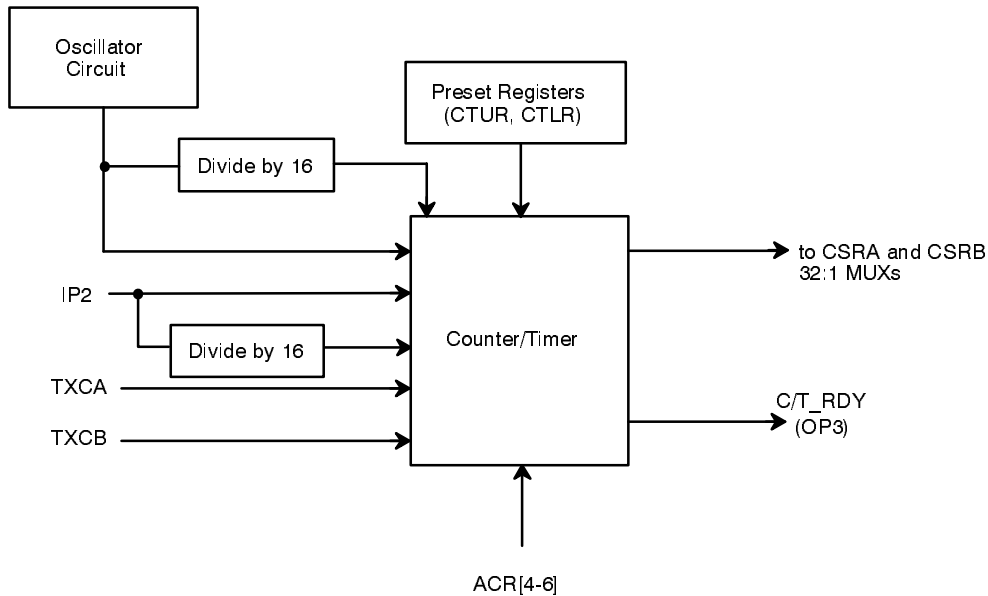 Oscillator
Circuit
Preset Registers
(CTUR, CTLR)
Divide by 16
to CSRA and CSRB
32:1 MUXs
IP2
Divide by 16
Counter/Timer
TXCA
C/T_RDY
(OP3)
TXCB
ACR[4-6]